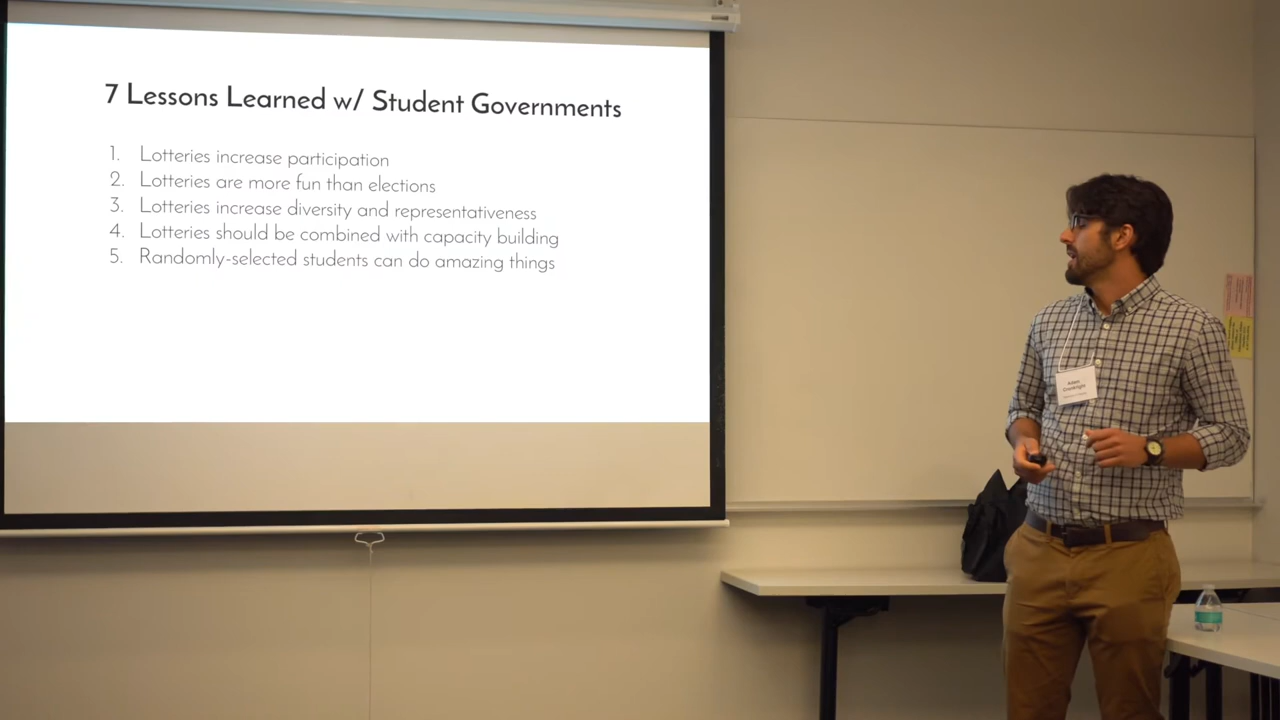 7 Lessons Learned w/ Student Governments
1. Lotteries increase participation
2. Lotteries are more fun than elections
3. Lotteries increase diversity and representativeness
4. Lotteries should be combined with capacity building
5. Randomly-selected students can do amazing things
Adam
Cronkright